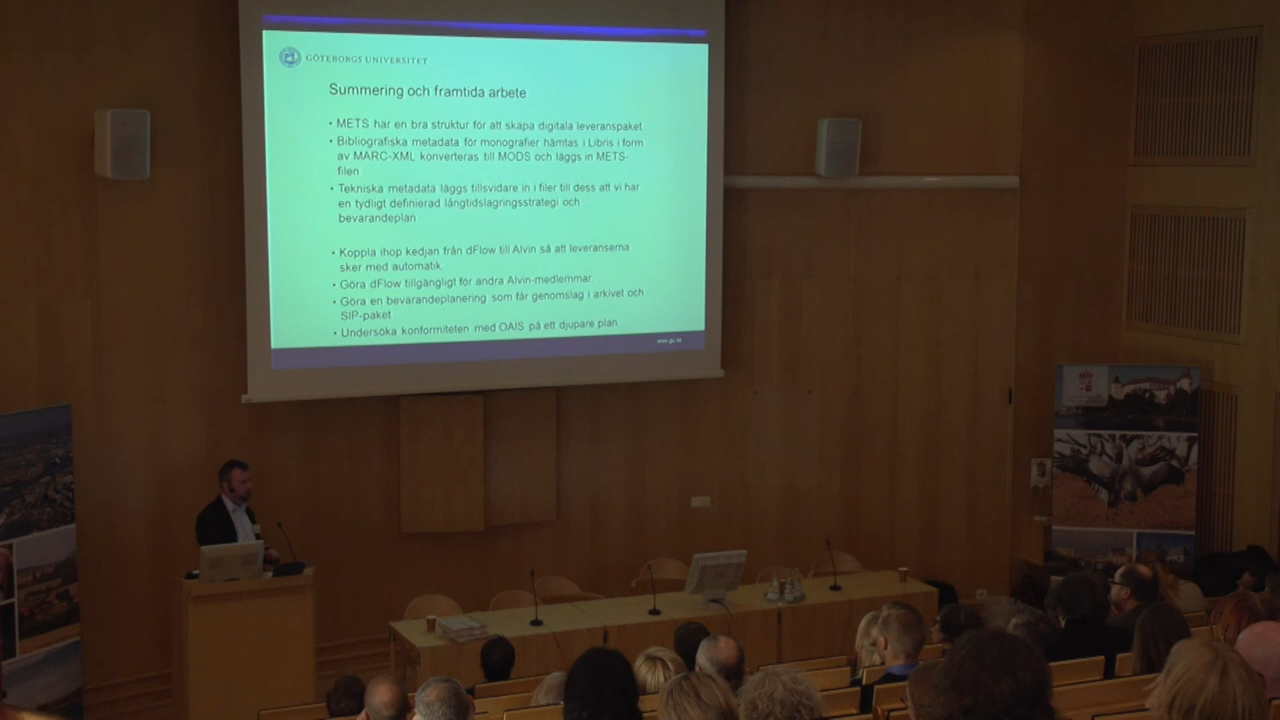 GÖTEBORGS UNIVERSITET
Summering och framtida arbete
• METS har en bra struktur för att skapa digitala leveranspaket.
• Bibliografiska metadata för monografier hämtas i Libris i form
av MARC-XML konverteras till MODS och läggs in METS-
filen
• Tekniska metadata läggs tillsvidare in i filer till dess att vi har
en tydligt definierad långtidslagringsstrategi och
bevarandeplan
• Koppla ihop kedjan från dFlow till Alvin så att leveranserna
sker med automatik.
• Göra dFlow tillgängligt för andra Alvin-medlemmar.
• Göra en bevarandeplanering som får genomslag i arkivet och
SIP-paket
• Undersöka konformiteten med OAIS på ett djupare plan.
www.gu.se